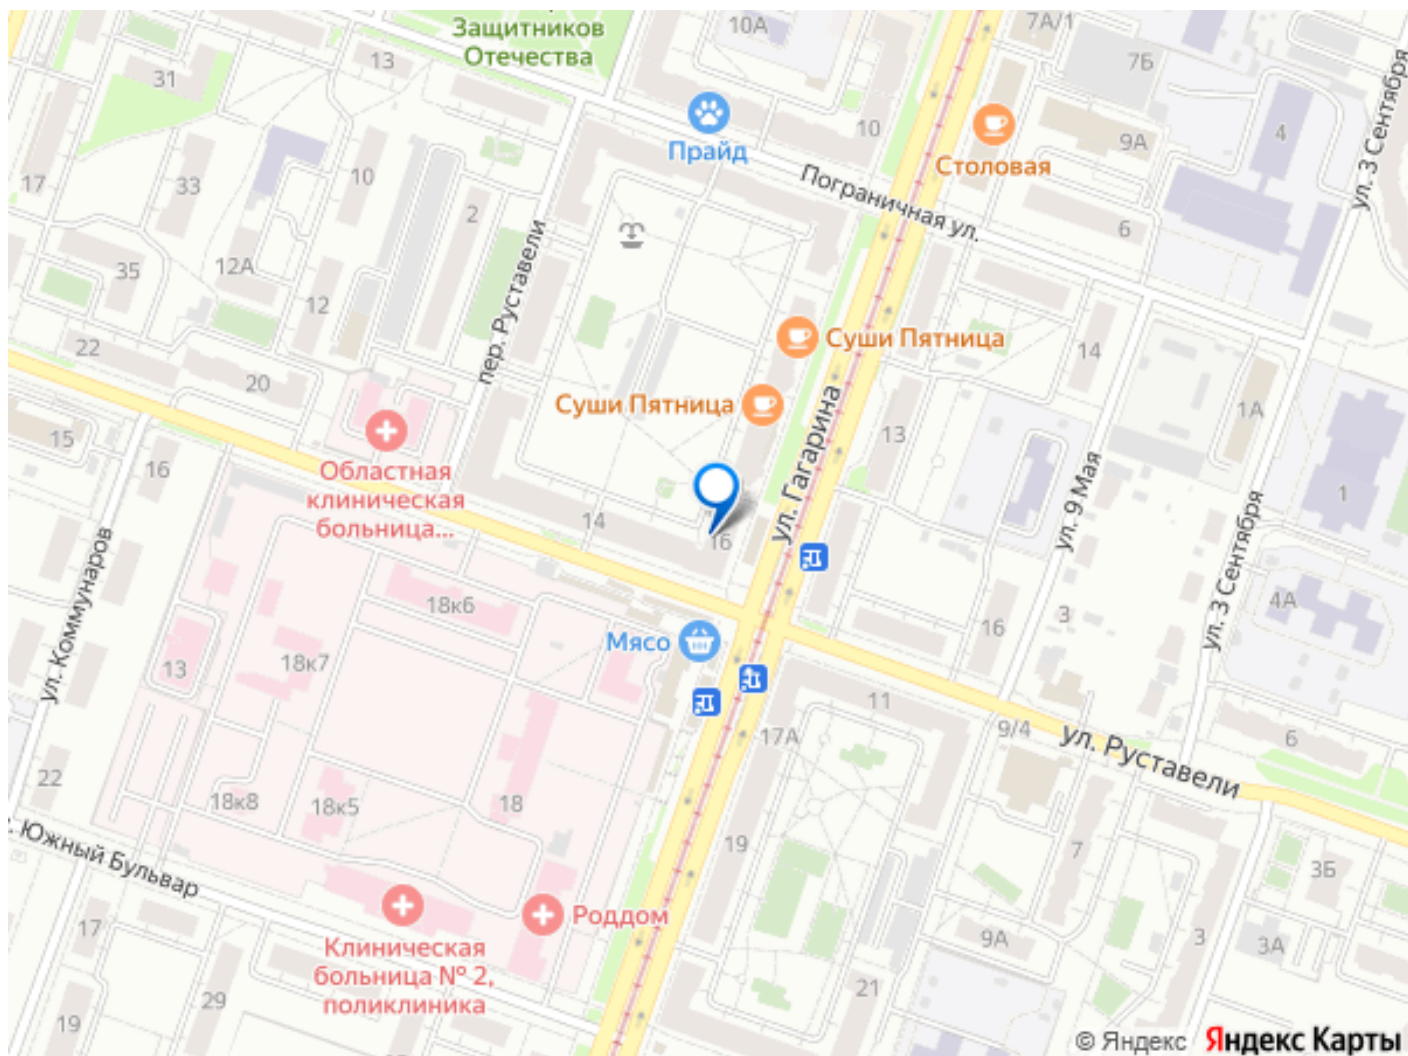 Защитников
Отечества
10А
7А/1
7Б
31
13
10
4
9А
Прайд
Столовая
ул. 3 Сентября
17
33
10
2
Пограничная ул.
6
35
12А
12
пер. Руставели
22
20
Суши Пятница
14
Суши Пятница
ул. Гагарина
13
1А
15
16
Областная
клиническая
больница...
14
16
ул. 9 Мая
1
ул. Коммунаров
18к6
3
4А
ул. 3 Сентября
Мясо
16
13
18к7
11
9/4
ул. Руставели
6
17А
22
18к8
18к5
18
19
7
3Б
. Южный Бульвар
17
Роддом
Клиническая
больница № 2,
поликлиника
9А
3
3А
29
21
19
© Яндекс Яндекс Карты